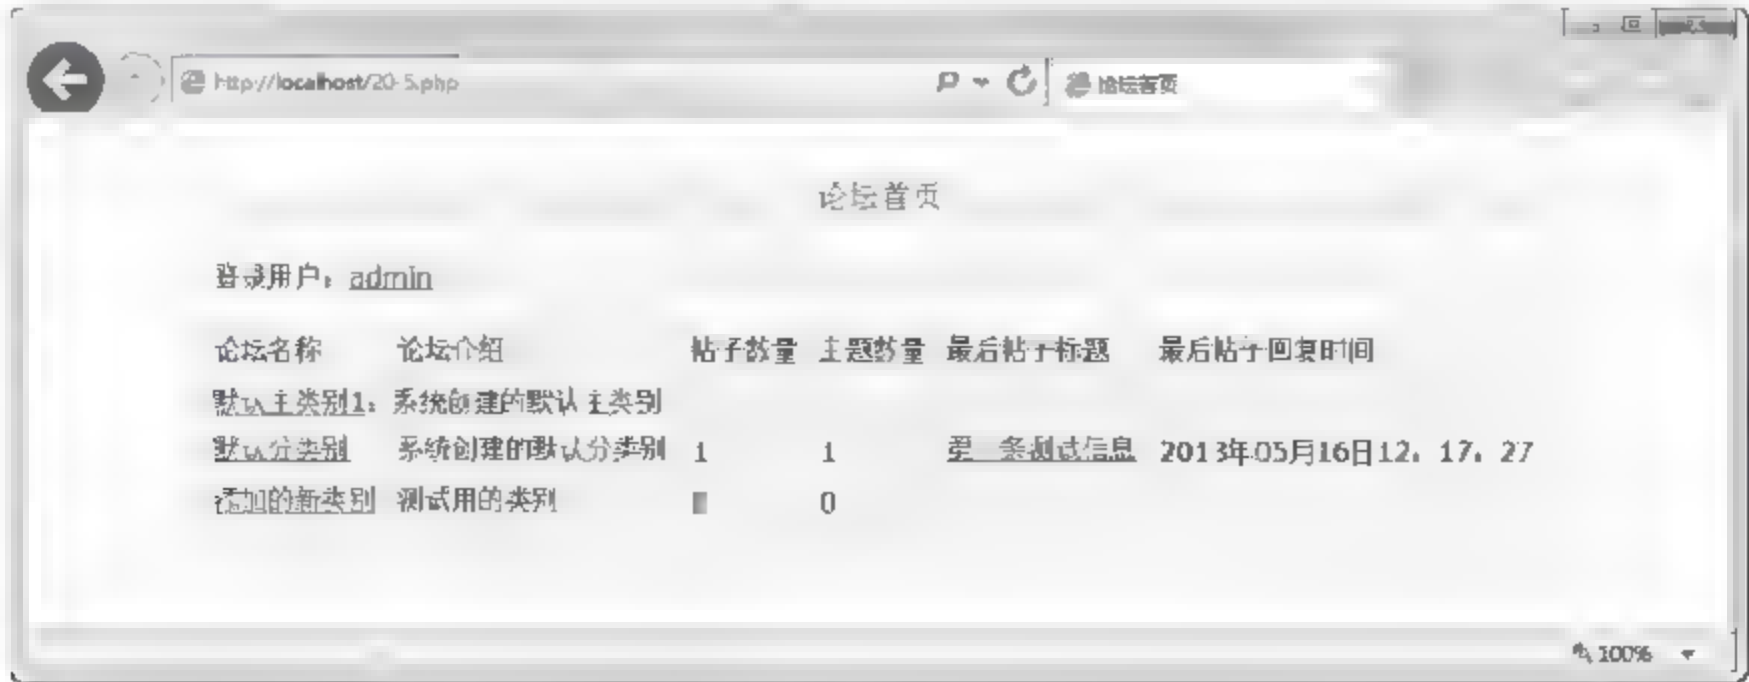 http://localhost/20-5.php 论坛首页
论坛首页
登录用户：admin
论坛名称 论坛介绍 帖子数量 主题数量 最后帖子标题 最后帖子回复时间
默认主类别1：系统创建的默认主类别
默认分类别 系统创建的默认分类别 1 1 第一条测试信息 2013年05月16日12：17：27
添加的新类别 测试用的类别 0
100%